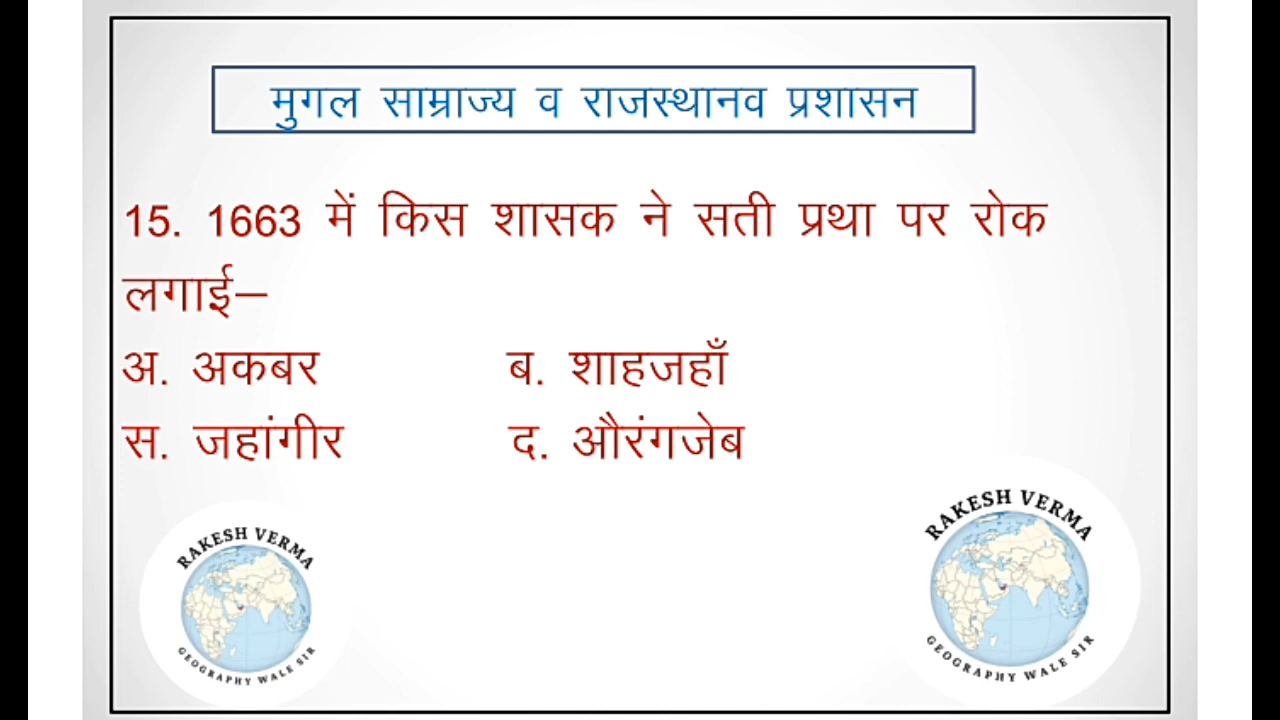 मुगल साम्राज्य व राजस्थानव प्रशासन
15. 1663 में किस शासक ने सती प्रथा पर रोक
लगाई–
अ. अकबर ब. शाहजहाँ
स. जहांगीर द. औरंगजेब
RAKESH VERMA
GEOGRAPHY WALE SIR
RAKESH VERMA
GEOGRAPHY WALE SIR